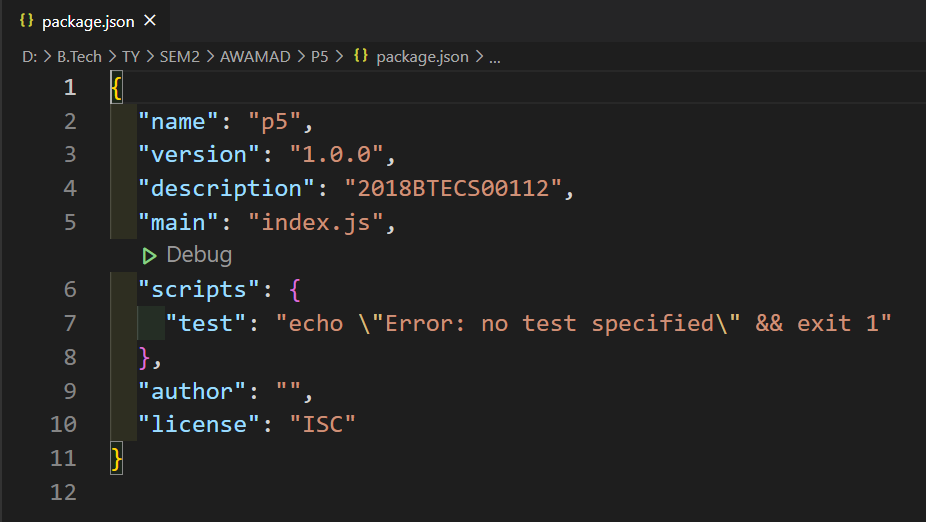 {} package.json ×
D: > B.Tech > TY > SEM2 > AWAMAD > P5 > {} package.json > ...
1 {
2 "name": "p5",
3 "version": "1.0.0",
4 "description": "2018BTECS00112",
5 "main": "index.js",
Debug
6 "scripts": {
7 "test": "echo \"Error: no test specified\" && exit 1"
8 },
9 "author": "",
10 "license": "ISC"
11 }
12